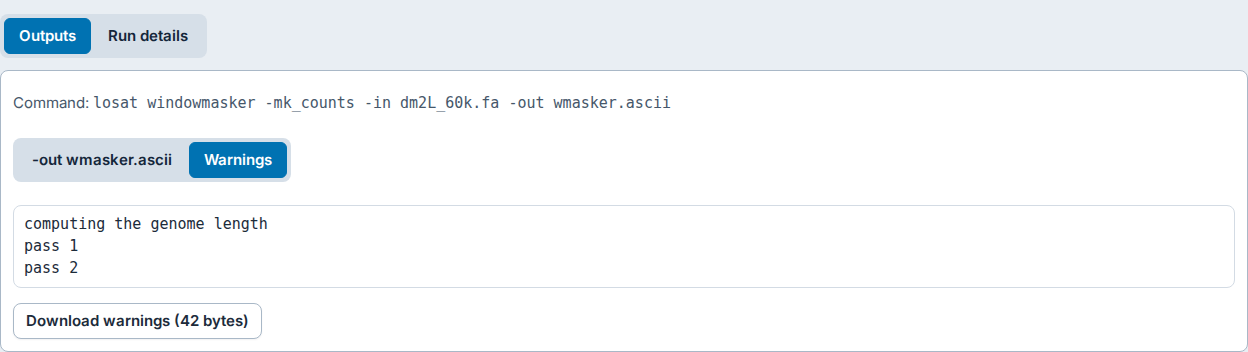 Outputs Run details
Command: losat windowmasker -mk_counts -in dm2L_60k.fa -out wmasker.ascii
-out wmasker.ascii Warnings
computing the genome length
pass 1
pass 2
Download warnings (42 bytes)